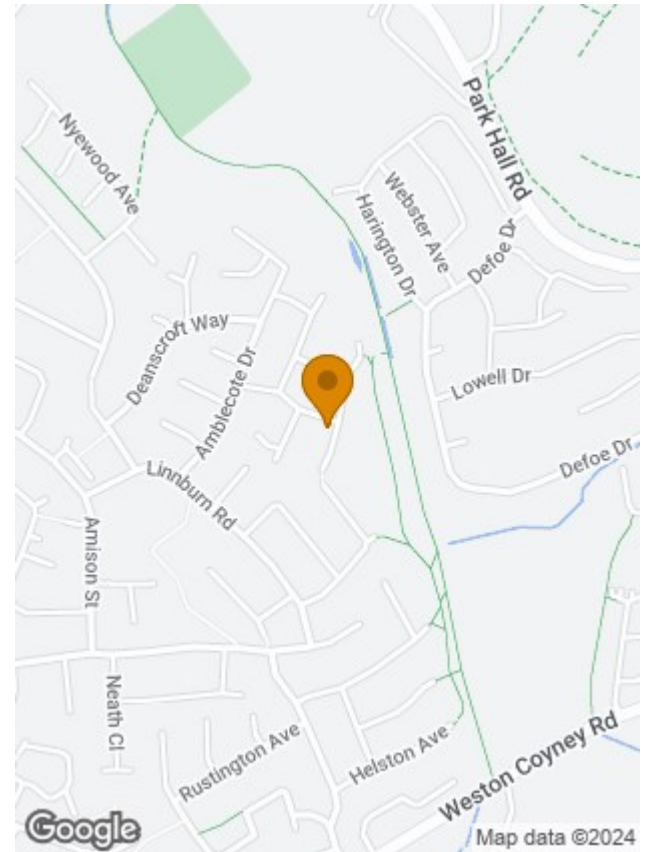 Park Hall Rd
Nyewood Ave
Webster Ave
Harington Dr
Defoe Dr
Deanscroft Way
Amblecote Dr
Lowell Dr
Defoe Dr
Linnburn Rd
Amison St
Neath Cl
Rustington Ave
Helston Ave
Weston Coyney Rd
Google
Map data ©2024